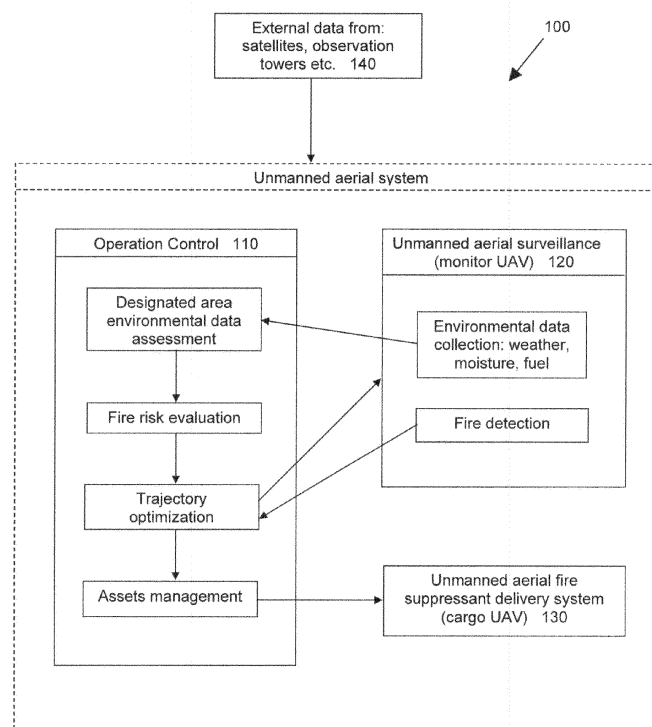 External data from:
satellites, observation
towers etc. 140
100
Unmanned aerial system
Operation Control 110
Designated area
environmental data
assessment
Fire risk evaluation
Trajectory
optimization
Assets management
Unmanned aerial surveillance
(monitor UAV) 120
Environmental data
collection: weather,
moisture, fuel
Fire detection
Unmanned aerial fire
suppressant delivery system
(cargo UAV) 130